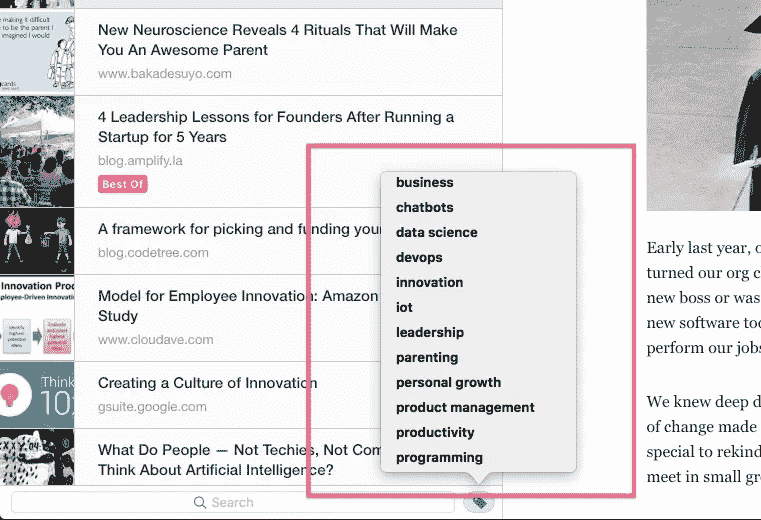 making it difficult
to be the parent I
imagined I would
cards
New Neuroscience Reveals 4 Rituals That Will Make
You An Awesome Parent
www.bakadesuyo.com
4 Leadership Lessons for Founders After Running a
Startup for 5 Years
blog.amplify.la
Best Of
A framework for picking and funding your
blog.codetree.com
Innovation Proc
ployee-Driven Innovatio
Model for Employee Innovation: Amazon
Study
www.cloudave.com
Think
10
Creating a Culture of Innovation
gsuite.google.com
What Do People — Not Techies, Not Com
Think About Artificial Intelligence?
Search
business
chatbots
data science
devops
innovation
iot
leadership
parenting
personal growth
product management
productivity
programming
Early last year, o
turned our org c
new boss or was
new software too
perform our jobs
We knew deep d
of change made
special to rekind
meet in small gr